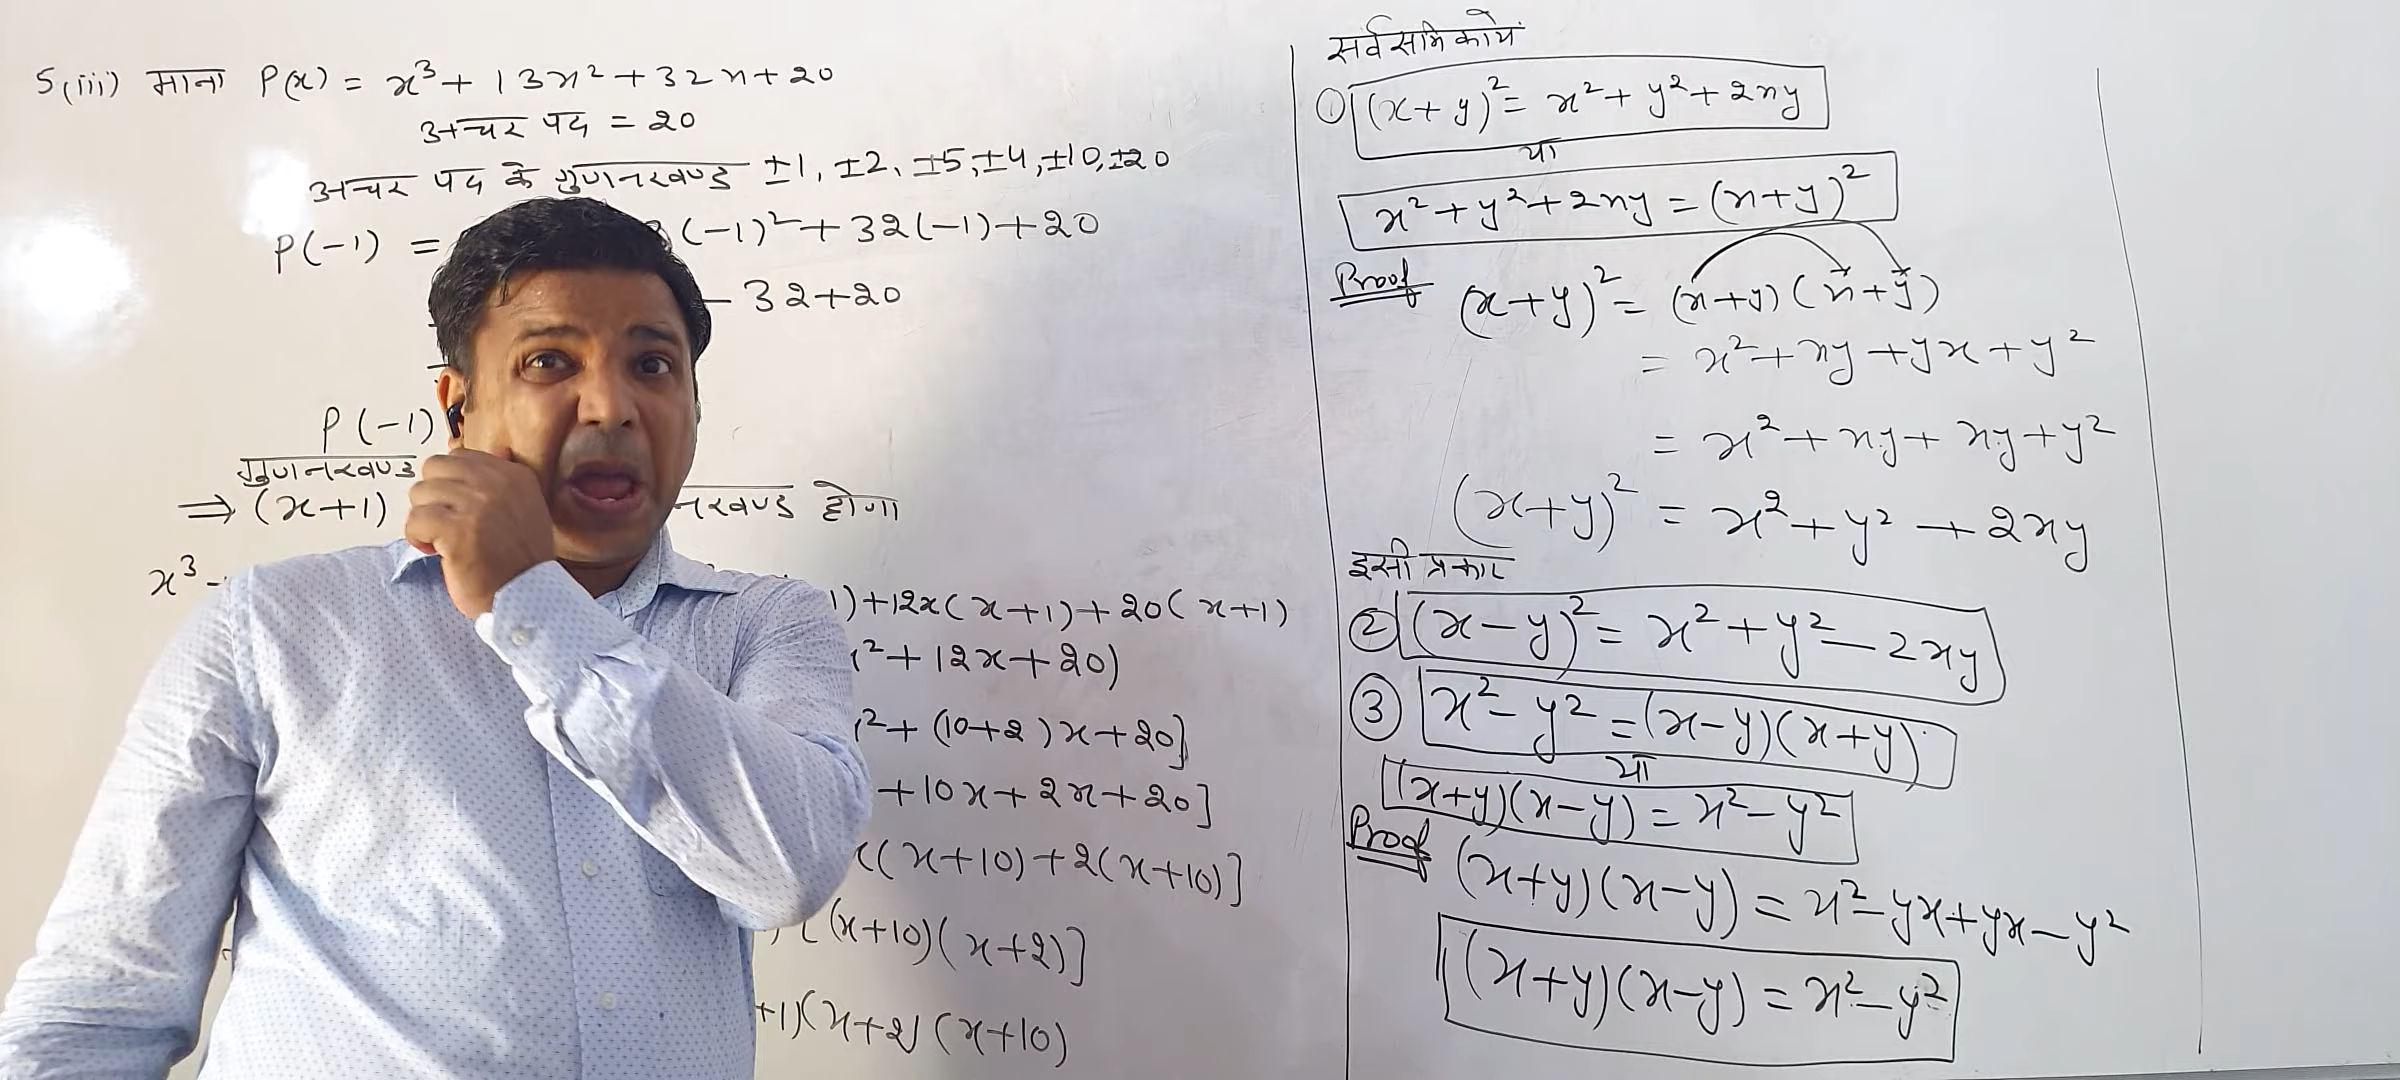 5(iii) माना P(x) = x³ + 13x² + 32x + 20
अचर पद = 20
अचर पद के गुणनखण्ड ±1, ±2, ±5, ±4, ±10, ±20
P(-1) = (-1)² + 32(-1) + 20
- 32 + 20
P(-1)
गुणनखण्ड
⇒ (x+1) नखण्ड होगा
x³ 1) + 12x(x+1) + 20(x+1)
² + 12x + 20)
² + (10+2)x + 20]
+ 10x + 2x + 20]
(x+10) + 2(x+10)]
[(x+10)(x+2)]
+1)(x+2)(x+10)
सर्वसमिकायें
① (x+y)² = x² + y² + 2xy
या
x² + y² + 2xy = (x+y)²
Proof (x+y)² = (x+y)(x+y)
= x² + xy + yx + y²
= x² + xy + xy + y²
(x+y)² = x² + y² + 2xy
इसी प्रकार
② (x-y)² = x² + y² - 2xy
③ x² - y² = (x-y)(x+y)
या
(x+y)(x-y) = x² - y²
Proof (x+y)(x-y) = x² - yx + yx - y²
(x+y)(x-y) = x² - y²